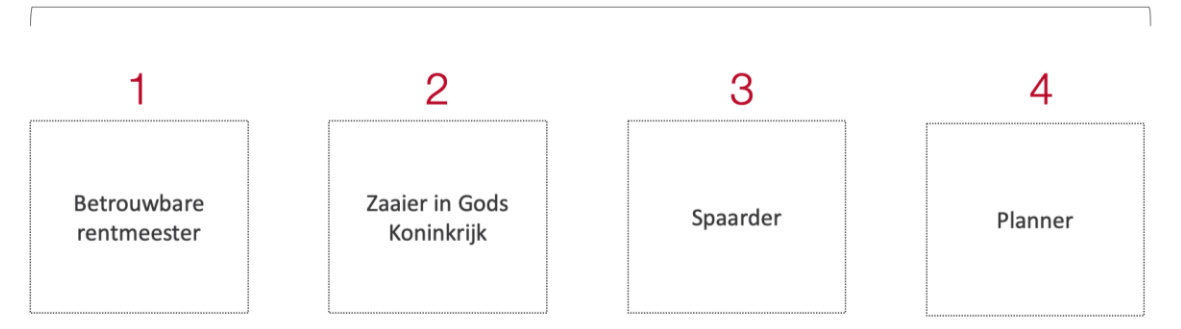 1
2
3
4
Betrouwbare
rentmeester
Zaaier in Gods
Koninkrijk
Spaarder
Planner